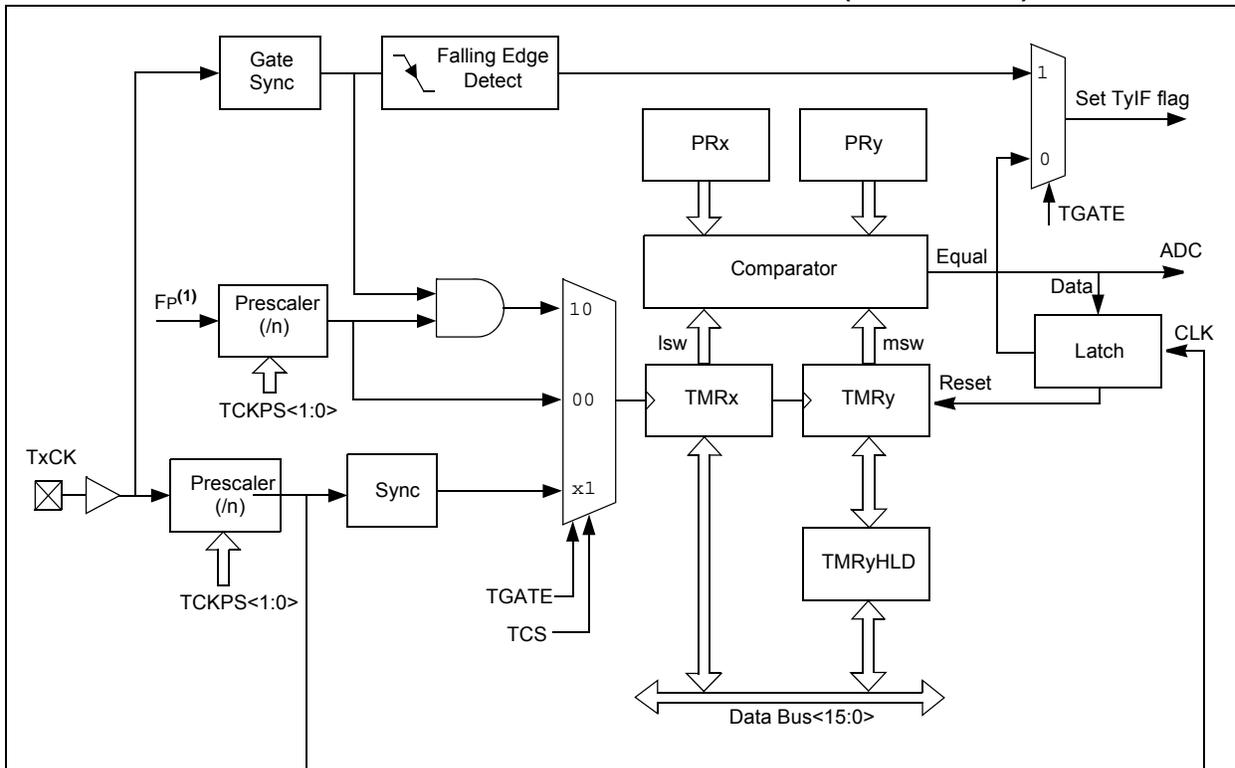 Gate
Sync
Falling Edge
Detect
1
Set TyIF flag
PRx
PRy
0
TGATE
Comparator
Equal
ADC
Data
FP(1)
Prescaler
(/n)
10
lsw
msw
Latch
CLK
TCKPS<1:0>
00
TMRx
TMRy
Reset
TxCK
Prescaler
(/n)
Sync
x1
TMRyHLD
TCKPS<1:0>
TGATE
TCS
Data Bus<15:0>